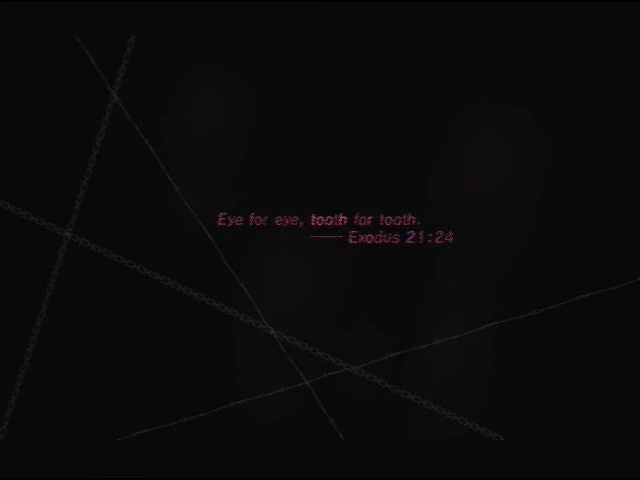 Eye for eye, tooth for tooth.
—— Exodus 21:24